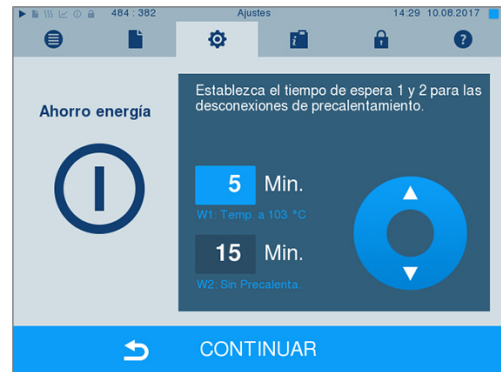 484 : 382 Ajustes 14:29 10.08.2017
Ahorro energía
Establezca el tiempo de espera 1 y 2 para las
desconexiones de precalentamiento.
5 Min.
W1: Temp. a 103 °C
15 Min.
W2: Sin Precalenta.
CONTINUAR